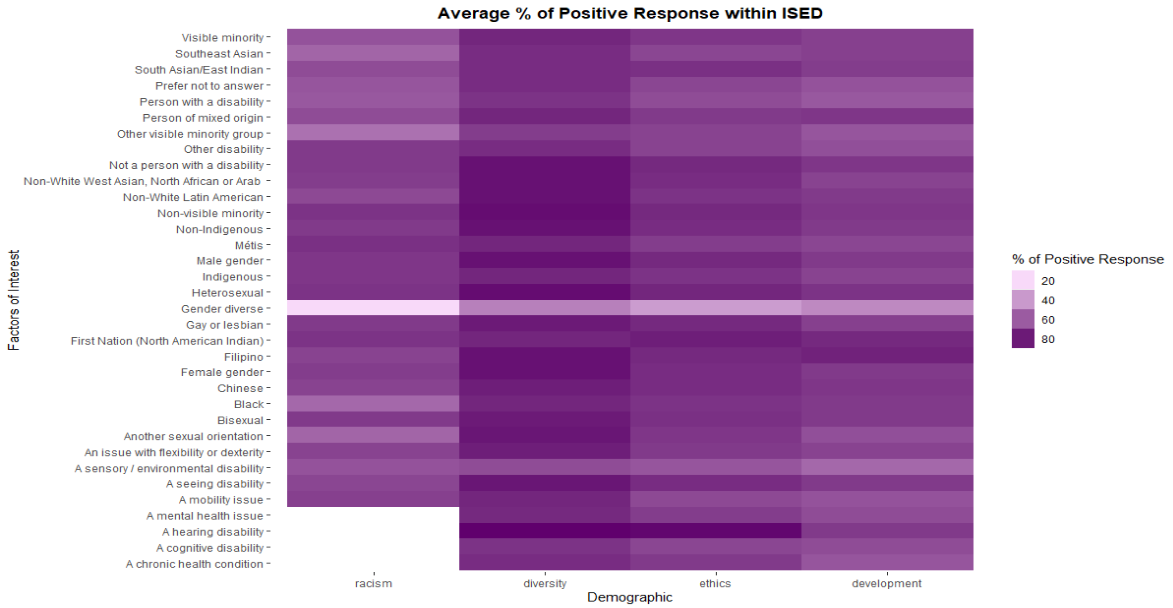 Average % of Positive Response within ISED
Visible minority
Southeast Asian
South Asian/East Indian
Prefer not to answer
Person with a disability
Person of mixed origin
Other visible minority group
Other disability
Not a person with a disability
Non-White West Asian, North African or Arab
Non-White Latin American
Non-visible minority
Non-Indigenous
Métis
Male gender
Indigenous
Heterosexual
Gender diverse
Gay or lesbian
First Nation (North American Indian)
Filipino
Female gender
Chinese
Black
Bisexual
Another sexual orientation
An issue with flexibility or dexterity
A sensory / environmental disability
A seeing disability
A mobility issue
A mental health issue
A hearing disability
A cognitive disability
A chronic health condition
Factors of Interest
racism diversity ethics development
Demographic
% of Positive Response
20
40
60
80